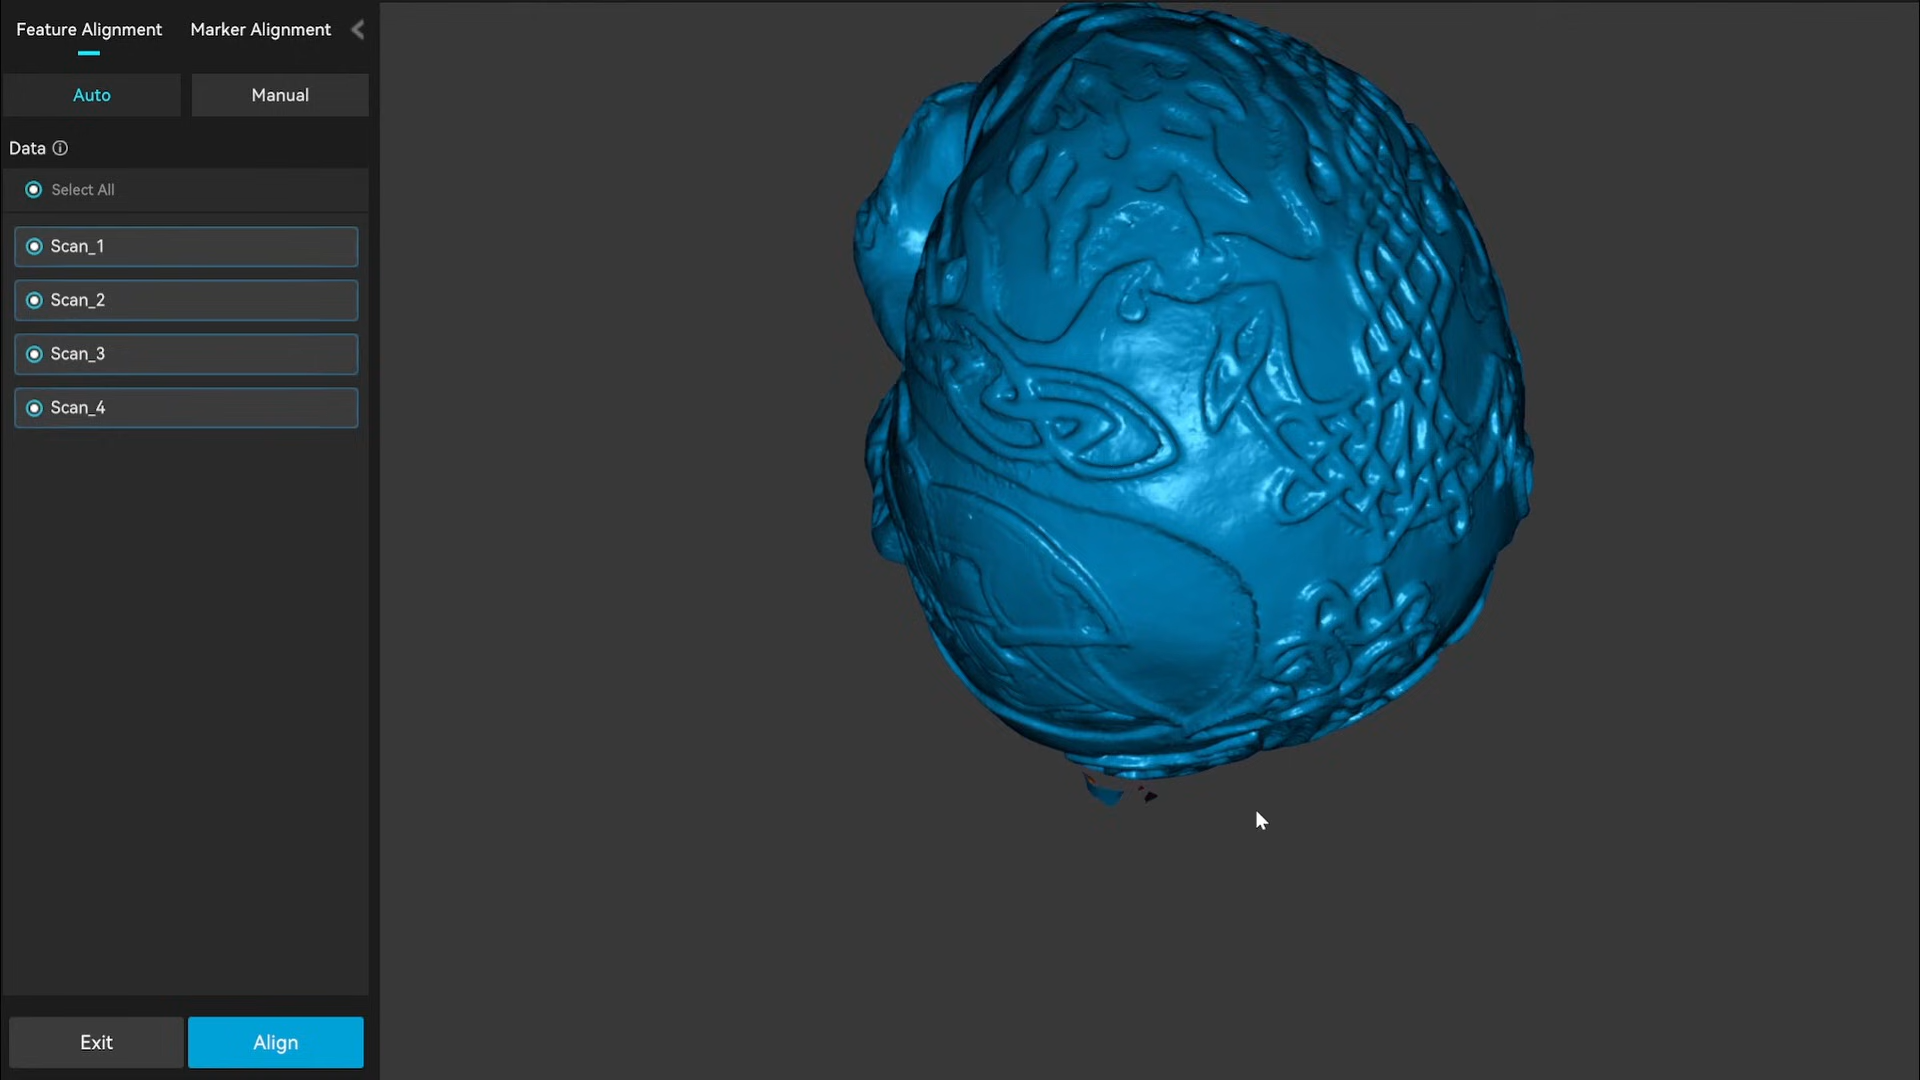 Feature Alignment Marker Alignment
Auto Manual
Data
Select All
Scan_1
Scan_2
Scan_3
Scan_4
Exit Align